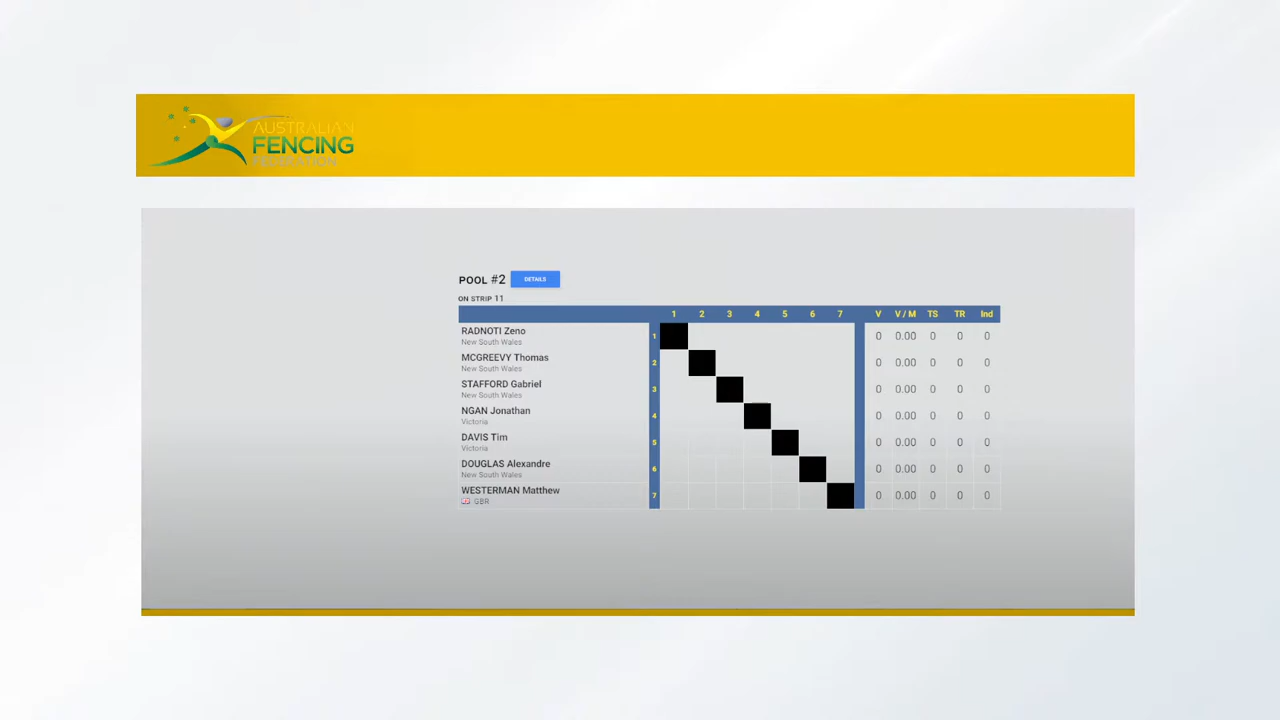 AUSTRALIAN
FENCING
FEDERATION
POOL #2 DETAILS
ON STRIP 11
1 2 3 4 5 6 7 V V / M TS TR Ind
RADNOTI Zeno
New South Wales
1 0 0.00 0 0 0
MCGREEVY Thomas
New South Wales
2 0 0.00 0 0 0
STAFFORD Gabriel
New South Wales
3 0 0.00 0 0 0
NGAN Jonathan
Victoria
4 0 0.00 0 0 0
DAVIS Tim
Victoria
5 0 0.00 0 0 0
DOUGLAS Alexandre
New South Wales
6 0 0.00 0 0 0
WESTERMAN Matthew
GBR
7 0 0.00 0 0 0